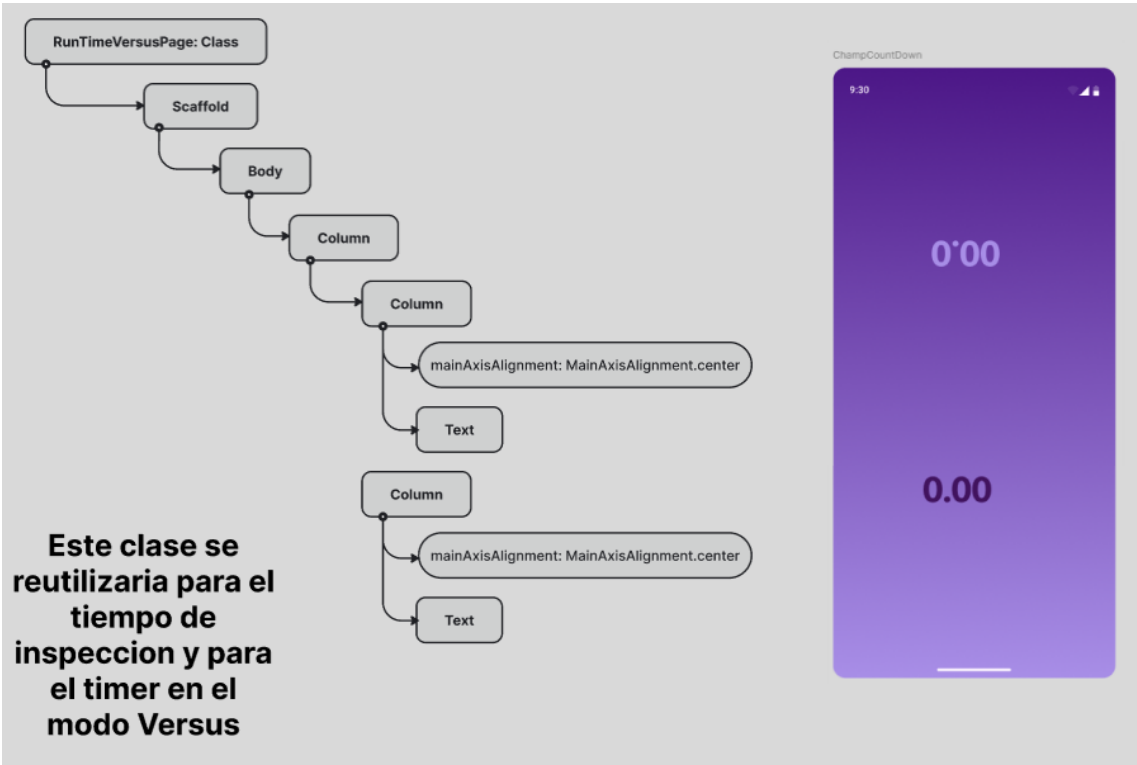 RunTimeVersusPage: Class
Scaffold
Body
Column
Column
mainAxisAlignment: MainAxisAlignment.center
Text
Column
mainAxisAlignment: MainAxisAlignment.center
Text
Este clase se
reutilizaria para el
tiempo de
inspeccion y para
el timer en el
modo Versus
ChampCountDown
9:30
0.00
0.00